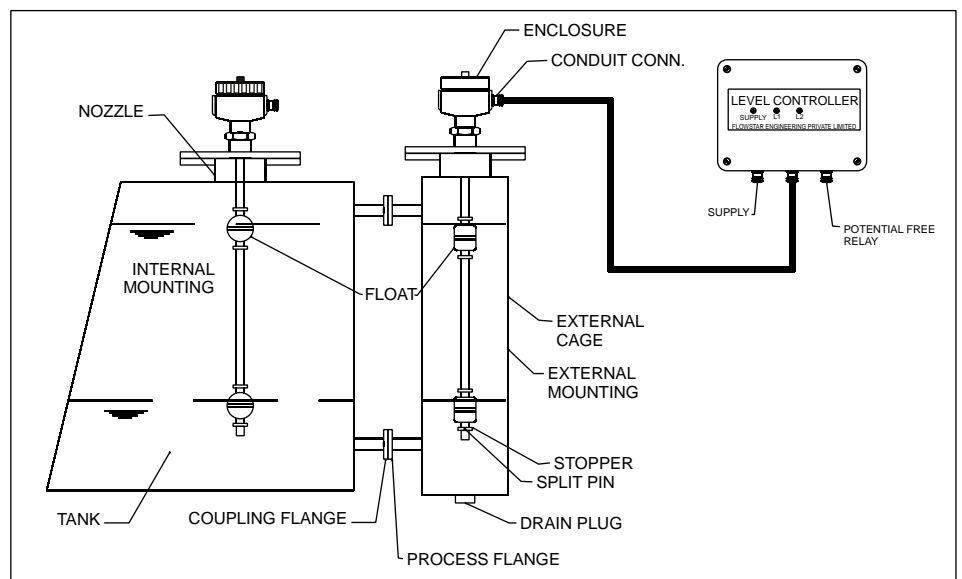 ENCLOSURE
CONDUIT CONN.
NOZZLE
LEVEL CONTROLLER
SUPPLY L1 L2
FLOWSTAR ENGINEERING PRIVATE LIMITED
SUPPLY
POTENTIAL FREE
RELAY
INTERNAL
MOUNTING
FLOAT
EXTERNAL
CAGE
EXTERNAL
MOUNTING
STOPPER
SPLIT PIN
TANK
COUPLING FLANGE
DRAIN PLUG
PROCESS FLANGE